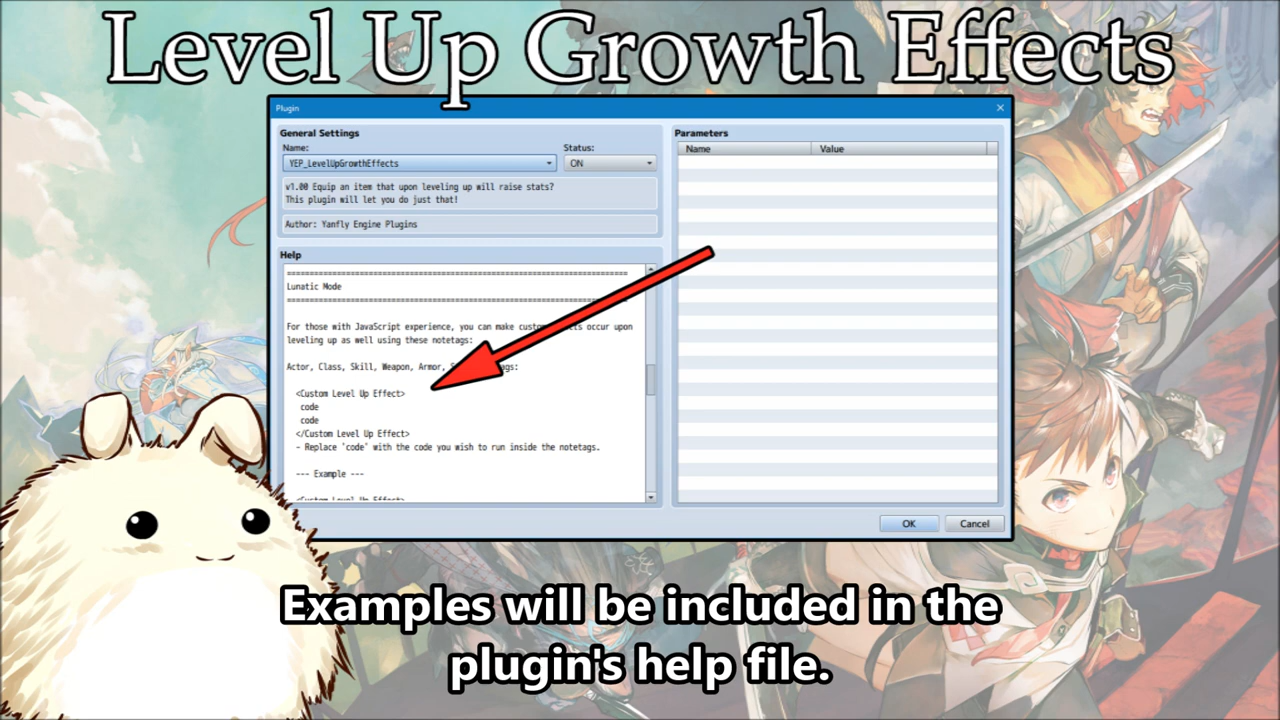 Level Up Growth Effects
Plugin
General Settings
Name:
Status:
YEP_LevelUpGrowthEffects
ON
v1.00 Equip an item that upon leveling up will raise stats?
This plugin will let you do just that!
Author: Yanfly Engine Plugins
Help
================================================================================
Lunatic Mode
================================================================================
For those with JavaScript experience, you can make occur upon
leveling up as well using these notetags:
Actor, Class, Skill, Weapon, Armor,
<Custom Level Up Effect>
code
code
</Custom Level Up Effect>
- Replace 'code' with the code you wish to run inside the notetags.
--- Example ---
<Custom Level Up Effect>
Parameters
Name Value
OK Cancel
Examples will be included in the
plugin's help file.